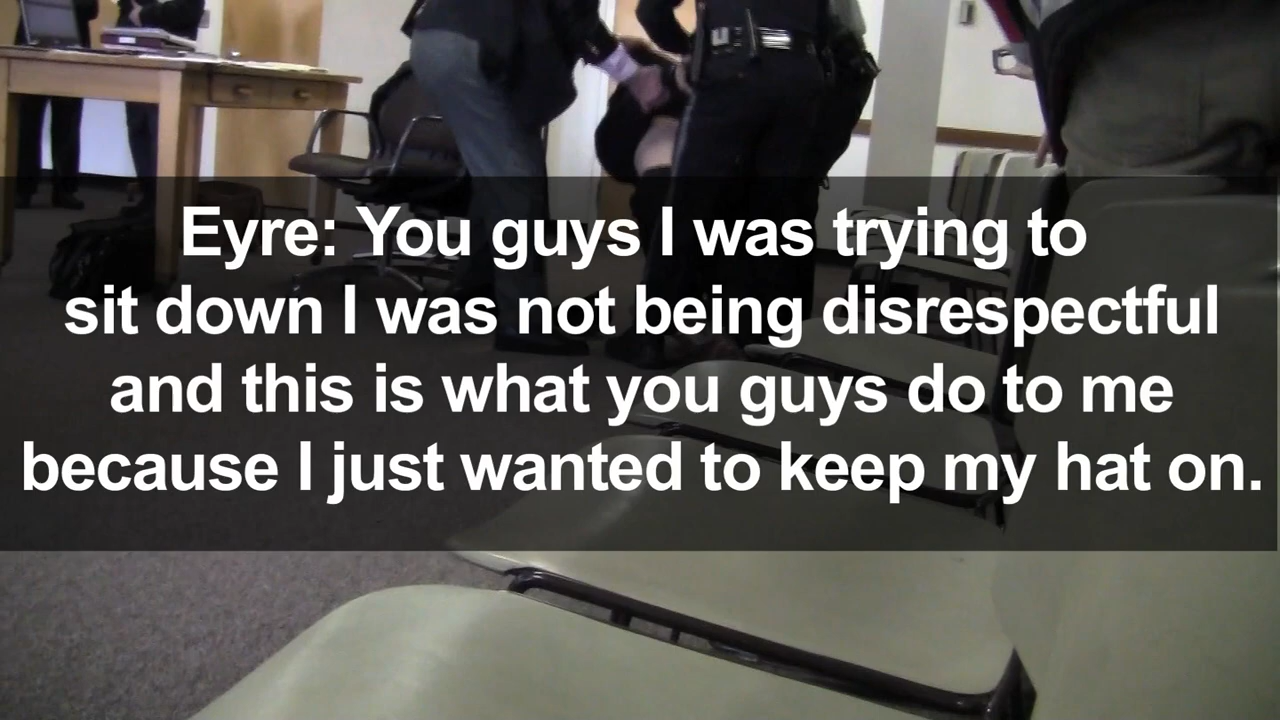 Eyre: You guys I was trying to
sit down I was not being disrespectful
and this is what you guys do to me
because I just wanted to keep my hat on.